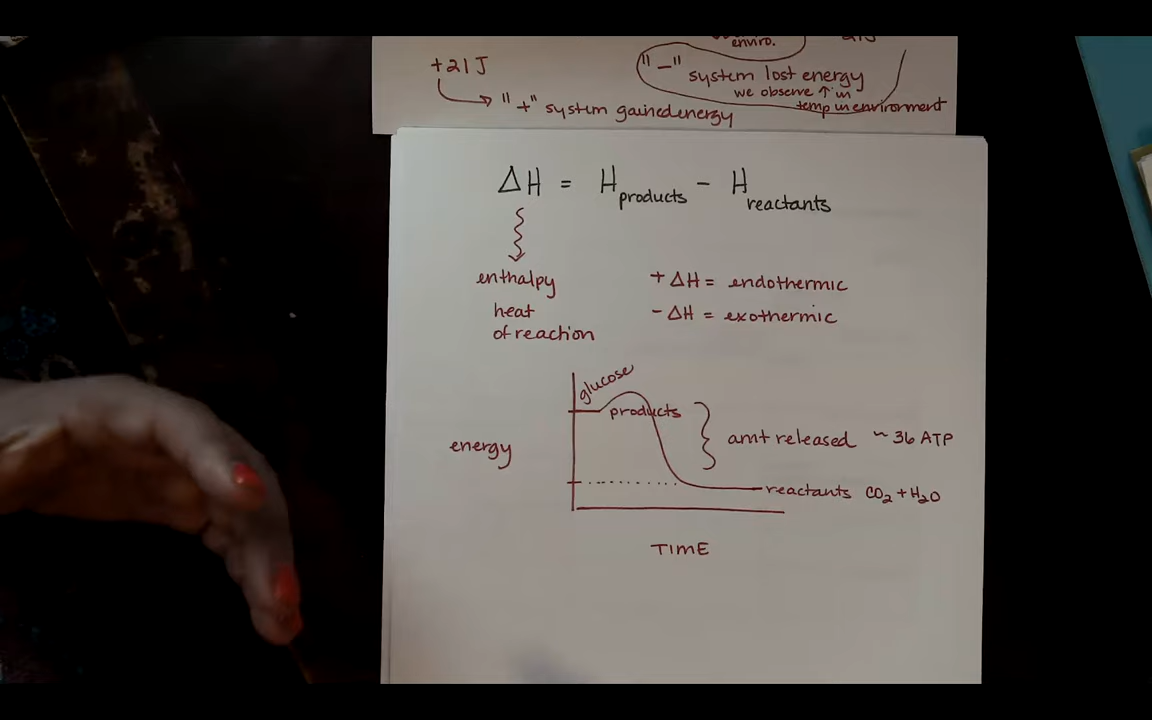 enviro.
+21J
"−" system lost energy
we observe ↑ in
temp in environment
"+" system gained energy
ΔH = H products − H reactants
enthalpy
heat
of reaction
+ ΔH = endothermic
− ΔH = exothermic
glucose
products
energy
amt released ~ 36 ATP
reactants CO₂ + H₂O
TIME